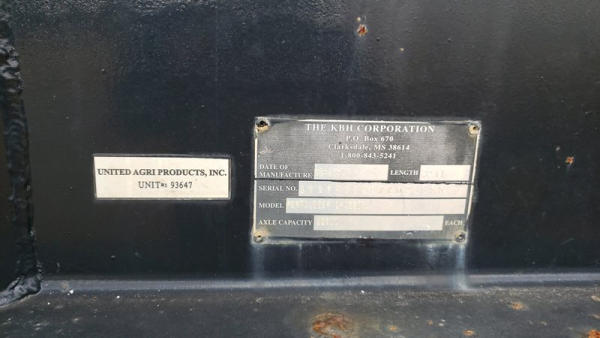 UNITED AGRI PRODUCTS, INC.
UNIT#: 93647
THE KBH CORPORATION
P.O. Box 670
Clarksdale, MS 38614
1-800-843-5241
DATE OF
MANUFACTURE
LENGTH
SERIAL NO.
MODEL
AXLE CAPACITY
EACH